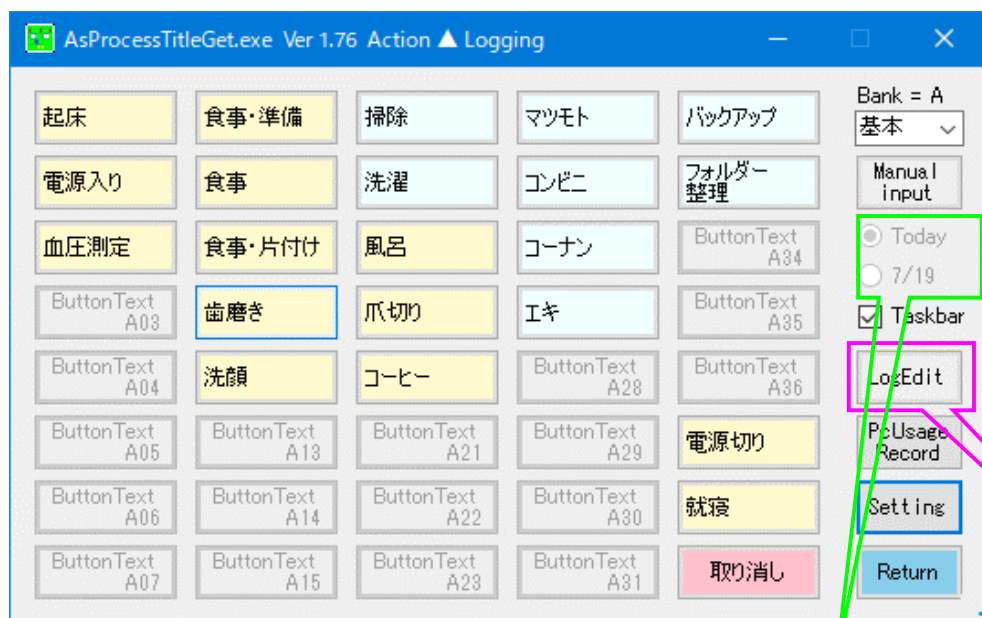 AsProcessTitleGet.exe Ver 1.76 Action ▲ Logging
Bank = A
起床
食事・準備
掃除
マツモト
バックアップ
基本
電源入り
食事
洗濯
コンビニ
フォルダー
整理
Manual
input
血圧測定
食事・片付け
風呂
コーナン
ButtonText
A34
Today
7/19
ButtonText
A03
歯磨き
爪切り
エキ
ButtonText
A35
Taskbar
ButtonText
A04
洗顔
コーヒー
ButtonText
A28
ButtonText
A36
LogEdit
ButtonText
A05
ButtonText
A13
ButtonText
A21
ButtonText
A29
電源切り
PcUsage
Record
ButtonText
A06
ButtonText
A14
ButtonText
A22
ButtonText
A30
就寝
Setting
ButtonText
A07
ButtonText
A15
ButtonText
A23
ButtonText
A31
取り消し
Return